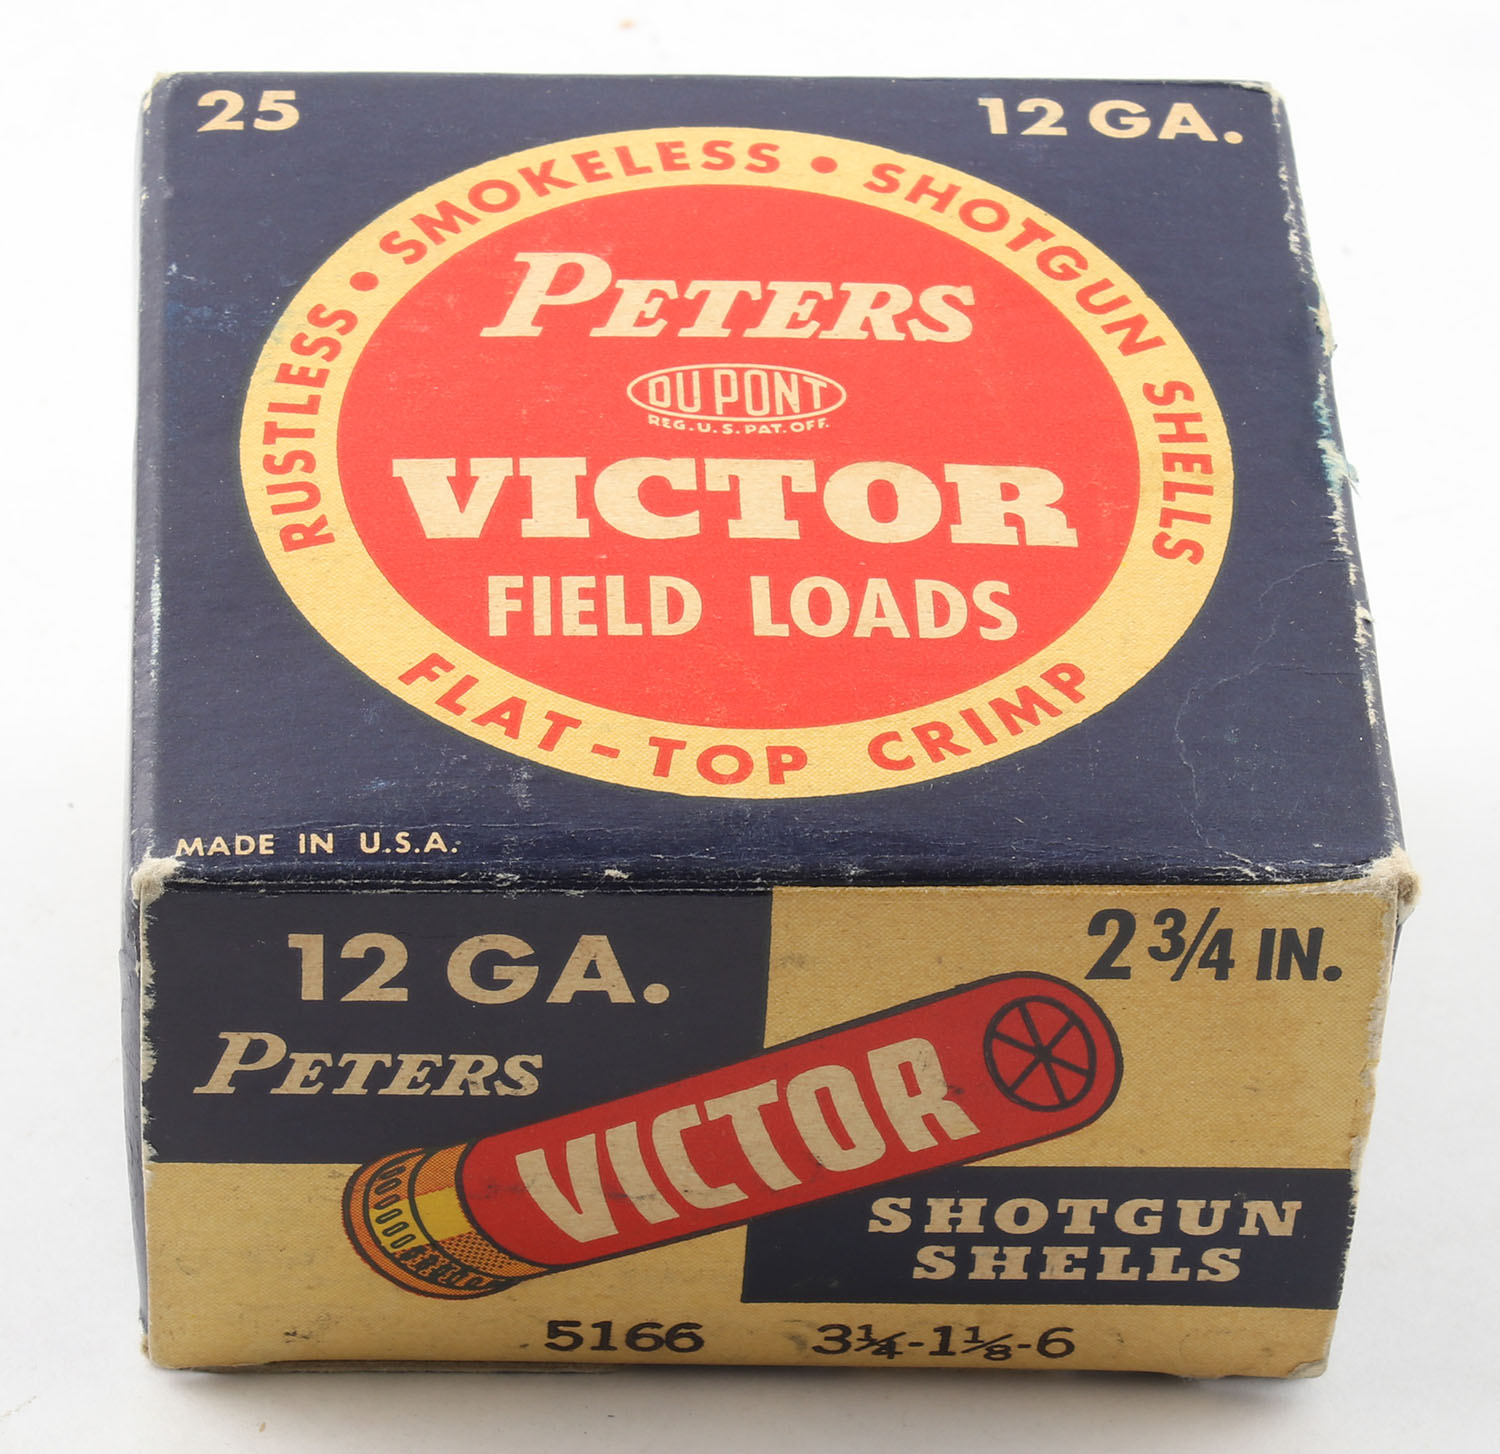 25
12 GA.
RUSTLESS • SMOKELESS • SHOTGUN SHELLS
PETERS
DU PONT
REG. U. S. PAT. OFF.
VICTOR
FIELD LOADS
FLAT-TOP CRIMP
MADE IN U.S.A.
12 GA.
2 3/4 IN.
PETERS
VICTOR
SHOTGUN
SHELLS
5166 3¼-1⅛-6